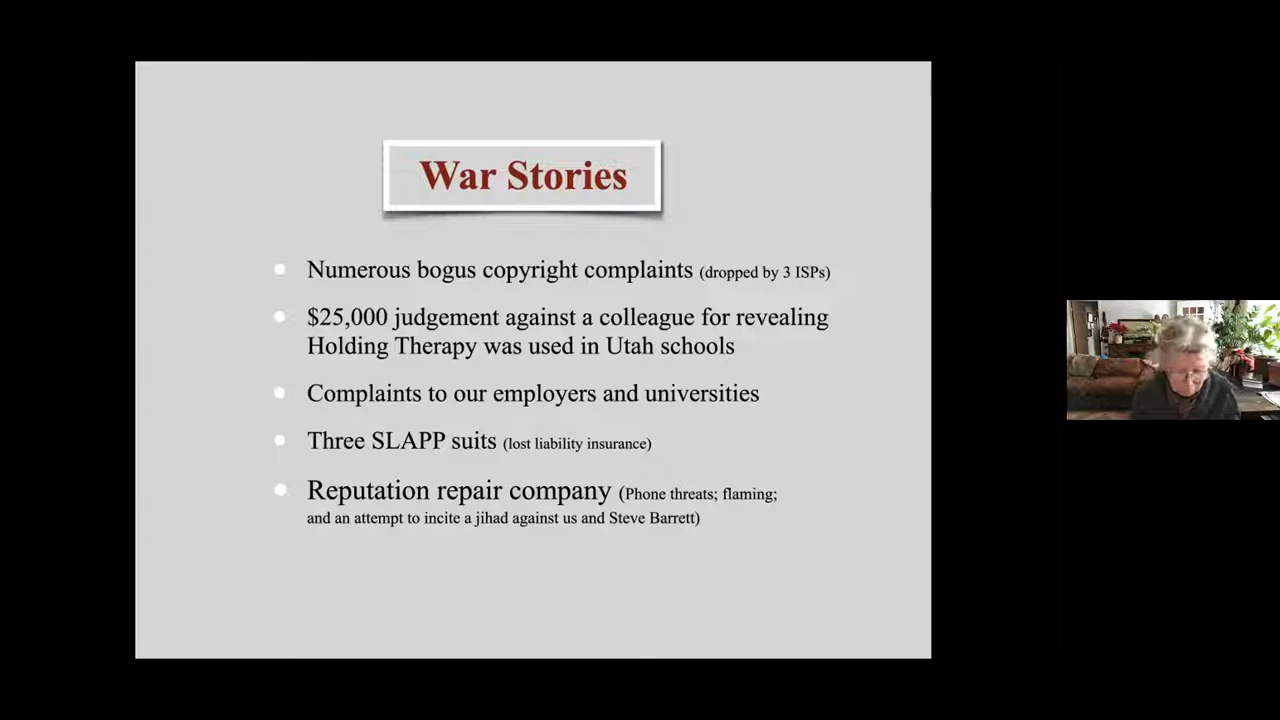 War Stories
Numerous bogus copyright complaints (dropped by 3 ISPs)
$25,000 judgement against a colleague for revealing
Holding Therapy was used in Utah schools
Complaints to our employers and universities
Three SLAPP suits (lost liability insurance)
Reputation repair company (Phone threats; flaming;
and an attempt to incite a jihad against us and Steve Barrett)